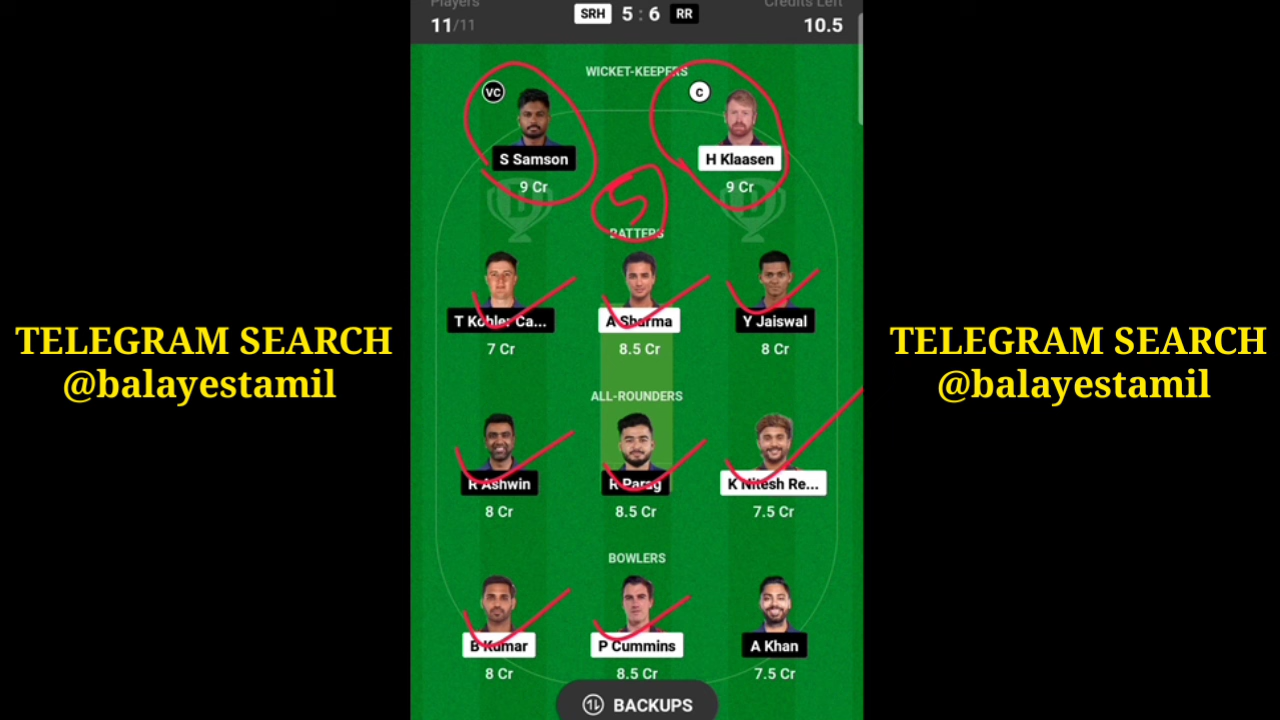 Players
11/11
SRH 5 : 6 RR
Credits Left
10.5
WICKET-KEEPERS
VC
C
S Samson
H Klaasen
9 Cr
9 Cr
5
BATTERS
T Kohler Ca...
A Sharma
Y Jaiswal
7 Cr
8.5 Cr
8 Cr
TELEGRAM SEARCH
@balayestamil
TELEGRAM SEARCH
@balayestamil
ALL-ROUNDERS
R Ashwin
R Parag
K Nitesh Re...
8 Cr
8.5 Cr
7.5 Cr
BOWLERS
B Kumar
P Cummins
A Khan
8 Cr
8.5 Cr
7.5 Cr
BACKUPS